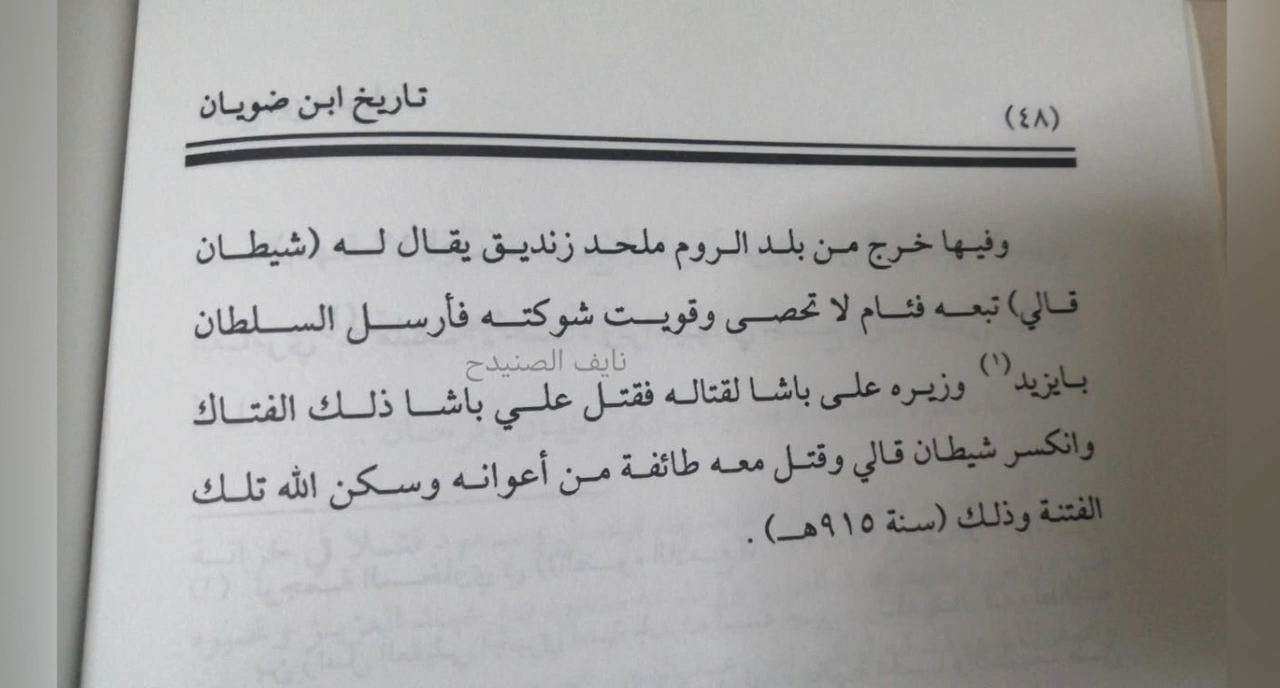 (٤٨)
تاريخ ابن ضويان
وفيها خرج من بلد الروم ملحد زنديق يقال له (شيطان
قالي) تبعه فئام لا تحصى وقويت شوكته فأرسل السلطان
نايف الصنيدح
بايزيد(١) وزيره على باشا لقتاله فقتل علي باشا ذلك الفتاك
وانكسر شيطان قالي وقتل معه طائفة من أعوانه وسكن الله تلك
الفتنة وذلك (سنة ٩١٥هـ).